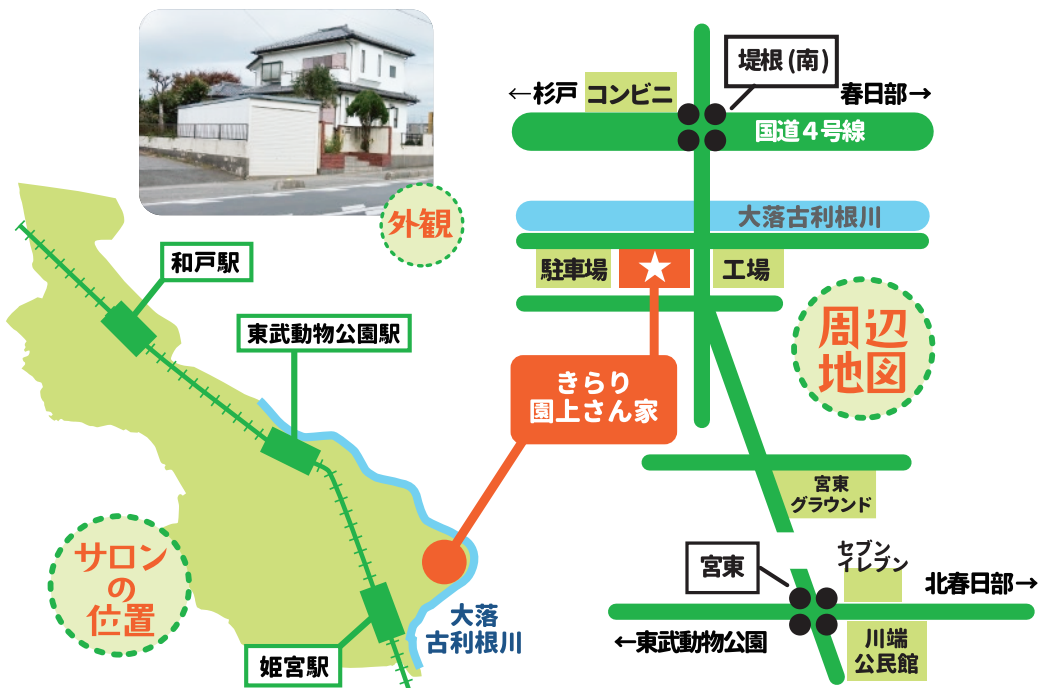 外観
和戸駅
東武動物公園駅
サロン
の
位置
姫宮駅
大落
古利根川
きらり
園上さん家
堤根(南)
←杉戸
コンビニ
春日部→
国道4号線
大落古利根川
駐車場
工場
周辺
地図
宮東
グラウンド
宮東
セブン
イレブン
北春日部→
←東武動物公園
川端
公民館